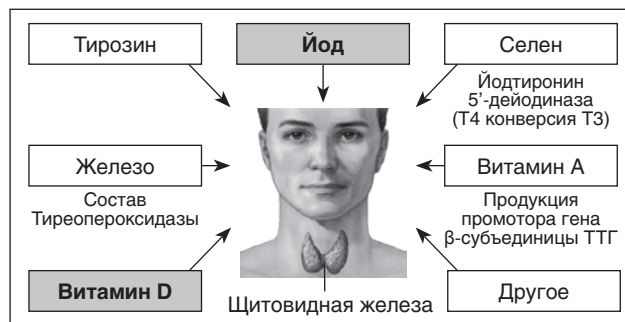 Тирозин
Йод
Селен
Йодтиронин
5’-дейодиназа
(Т4 конверсия Т3)
Железо
Состав
Тиреопероксидазы
Витамин А
Продукция
промотора гена
β-субъединицы ТТГ
Витамин D
Щитовидная железа
Другое